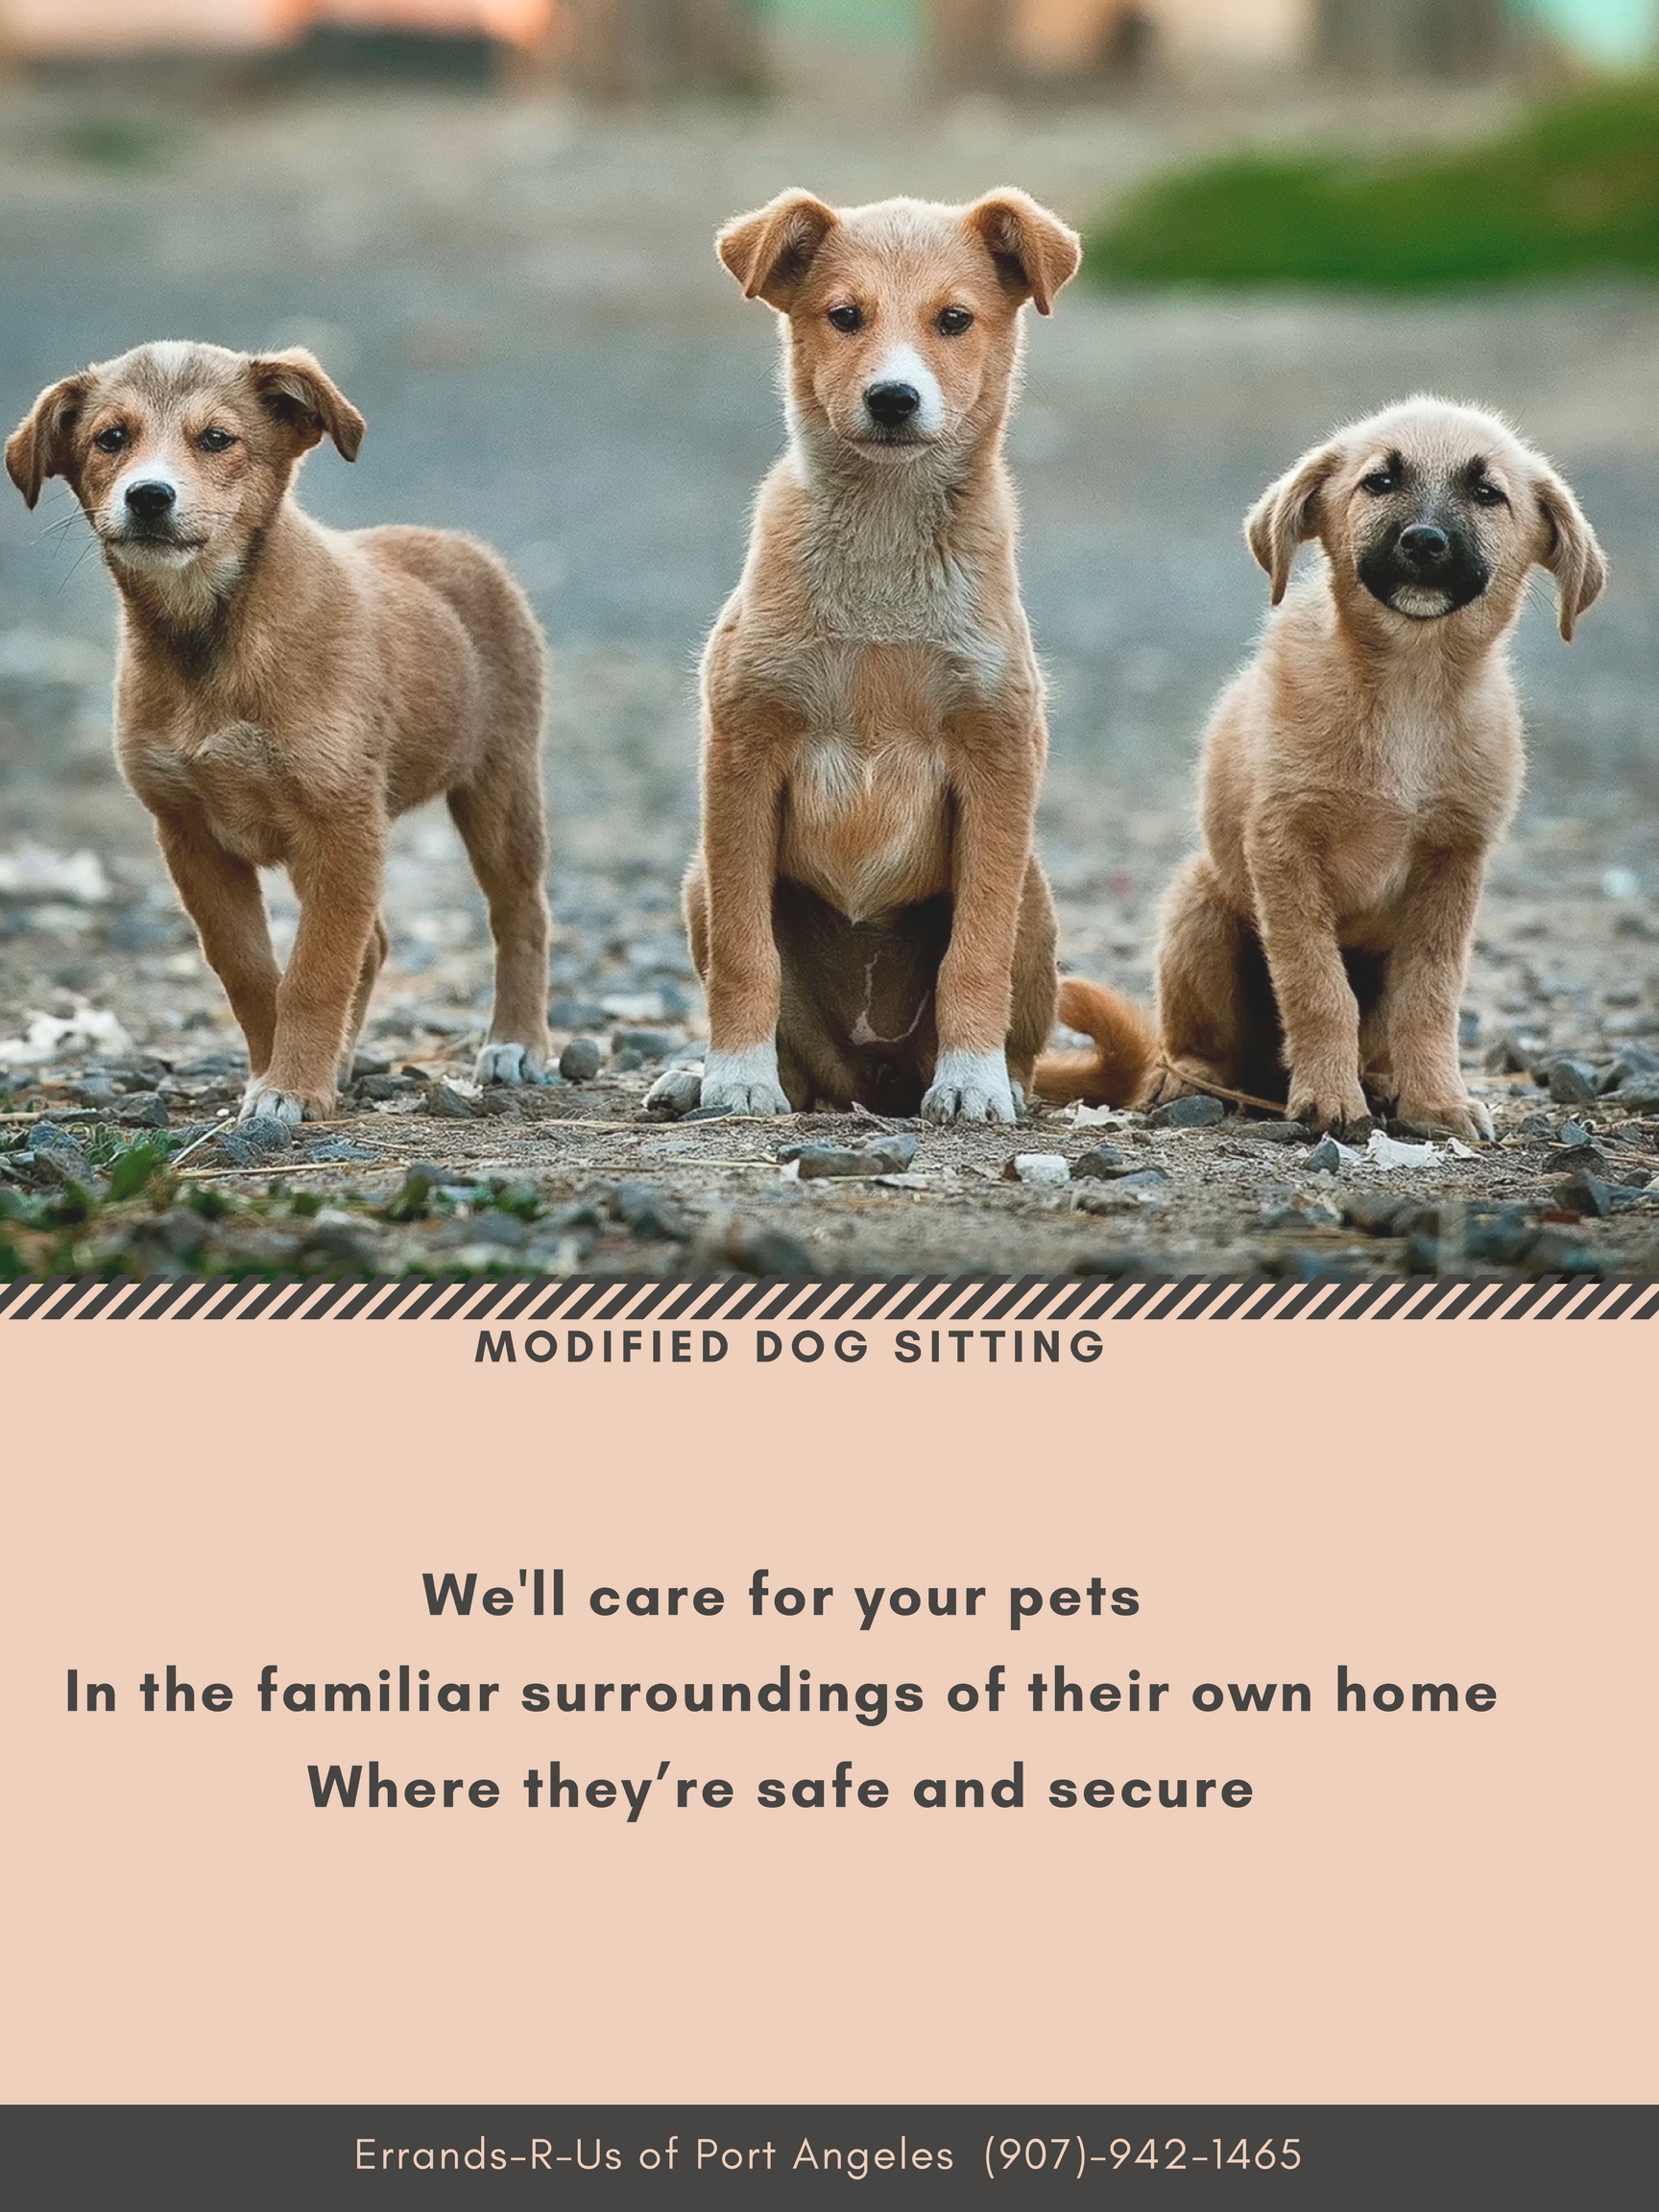 MODIFIED DOG SITTING
We'll care for your pets
In the familiar surroundings of their own home
Where they’re safe and secure
Errands-R-Us of Port Angeles (907)-942-1465